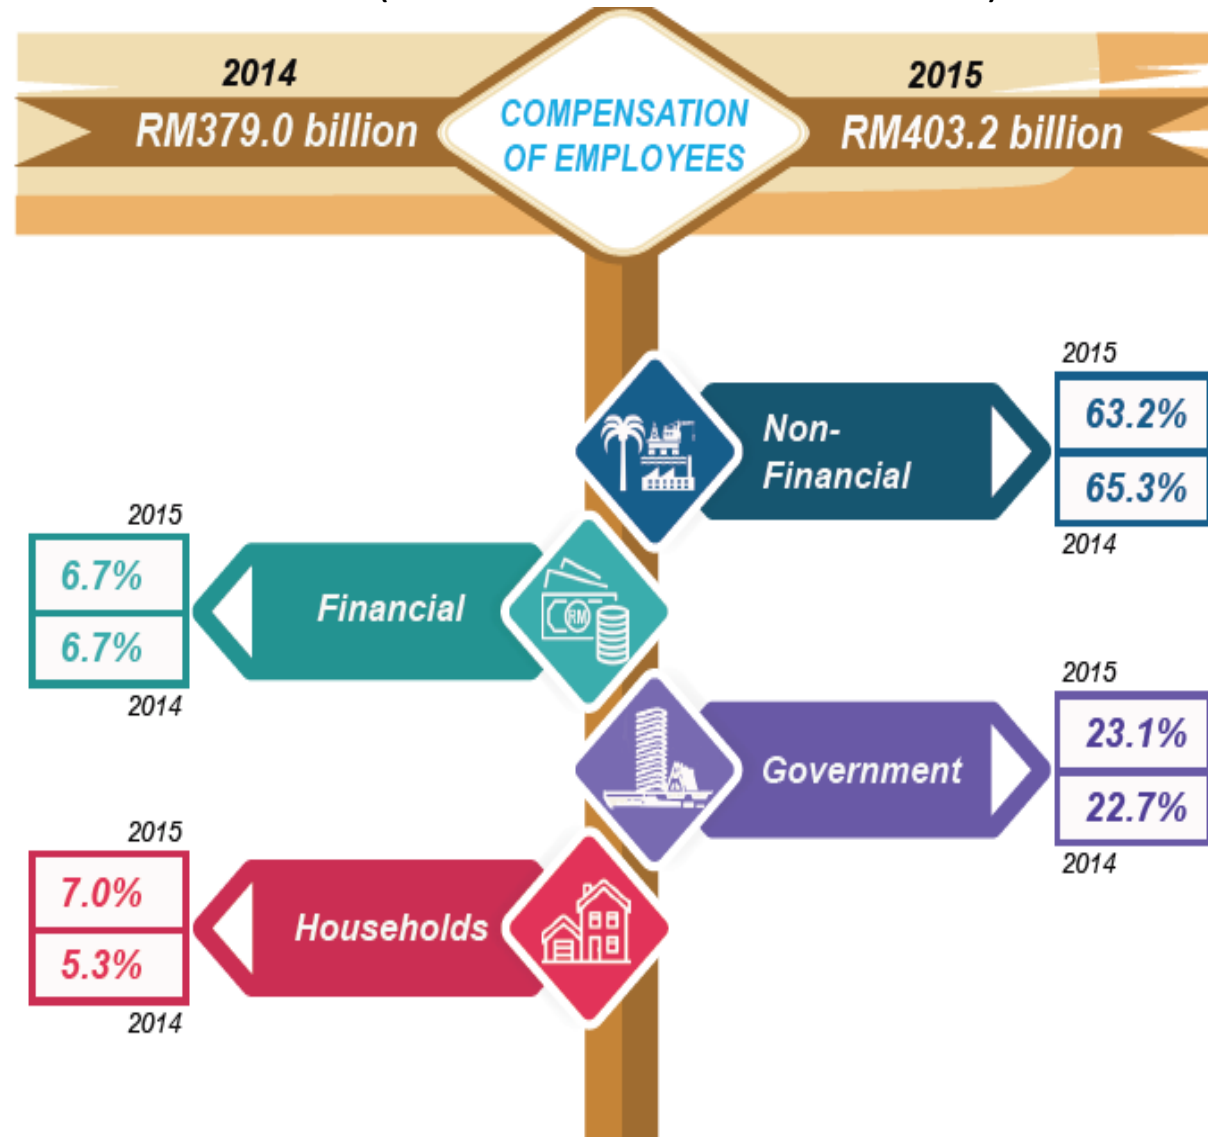 2014
RM379.0 billion
COMPENSATION
OF EMPLOYEES
2015
RM403.2 billion
Non-
Financial
2015
63.2%
65.3%
2014
2015
6.7%
6.7%
2014
Financial
RM
Government
2015
23.1%
22.7%
2014
2015
7.0%
5.3%
2014
Households